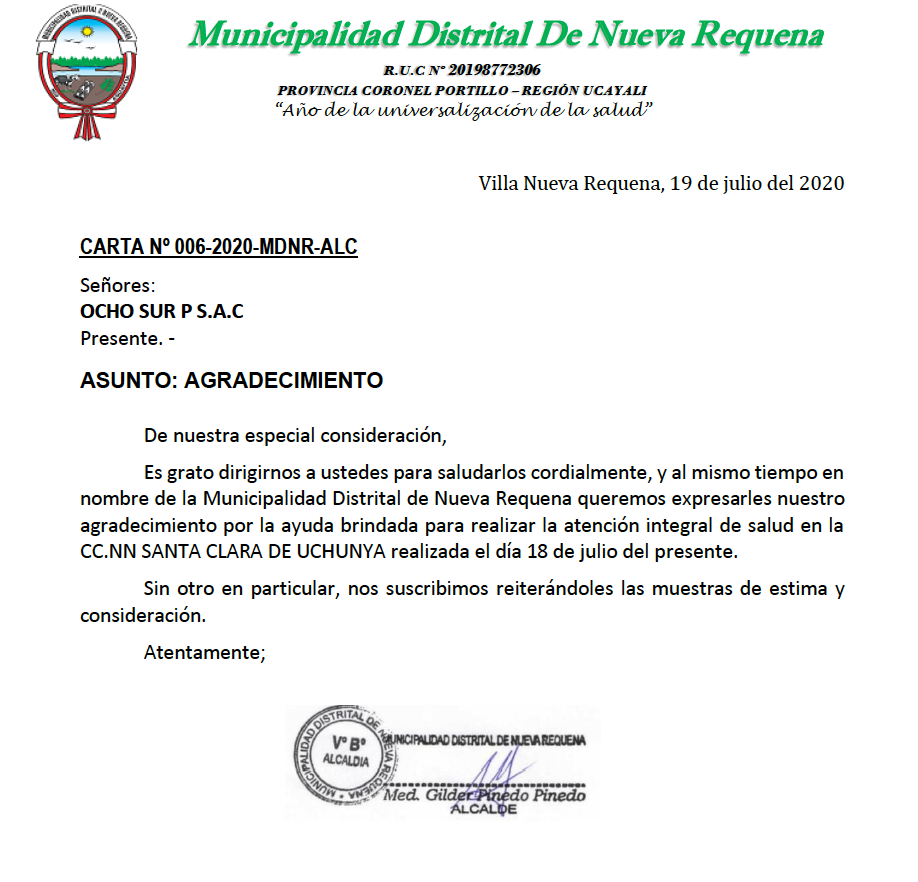 MUNICIPALIDAD DISTRITAL DE NUEVA REQUENA
Municipalidad Distrital De Nueva Requena
R.U.C Nº 20198772306
PROVINCIA CORONEL PORTILLO – REGIÓN UCAYALI
“Año de la universalización de la salud”
Villa Nueva Requena, 19 de julio del 2020
CARTA Nº 006-2020-MDNR-ALC
Señores:
OCHO SUR P S.A.C
Presente. -
ASUNTO: AGRADECIMIENTO
De nuestra especial consideración,
Es grato dirigirnos a ustedes para saludarlos cordialmente, y al mismo tiempo en
nombre de la Municipalidad Distrital de Nueva Requena queremos expresarles nuestro
agradecimiento por la ayuda brindada para realizar la atención integral de salud en la
CC.NN SANTA CLARA DE UCHUNYA realizada el día 18 de julio del presente.
Sin otro en particular, nos suscribimos reiterándoles las muestras de estima y
consideración.
Atentamente;
MUNICIPALIDAD DISTRITAL DE NUEVA REQUENA
Vº Bº
ALCALDIA
MUNICIPALIDAD DISTRITAL DE NUEVA REQUENA
Med. Gilder Pinedo Pinedo
ALCALDE